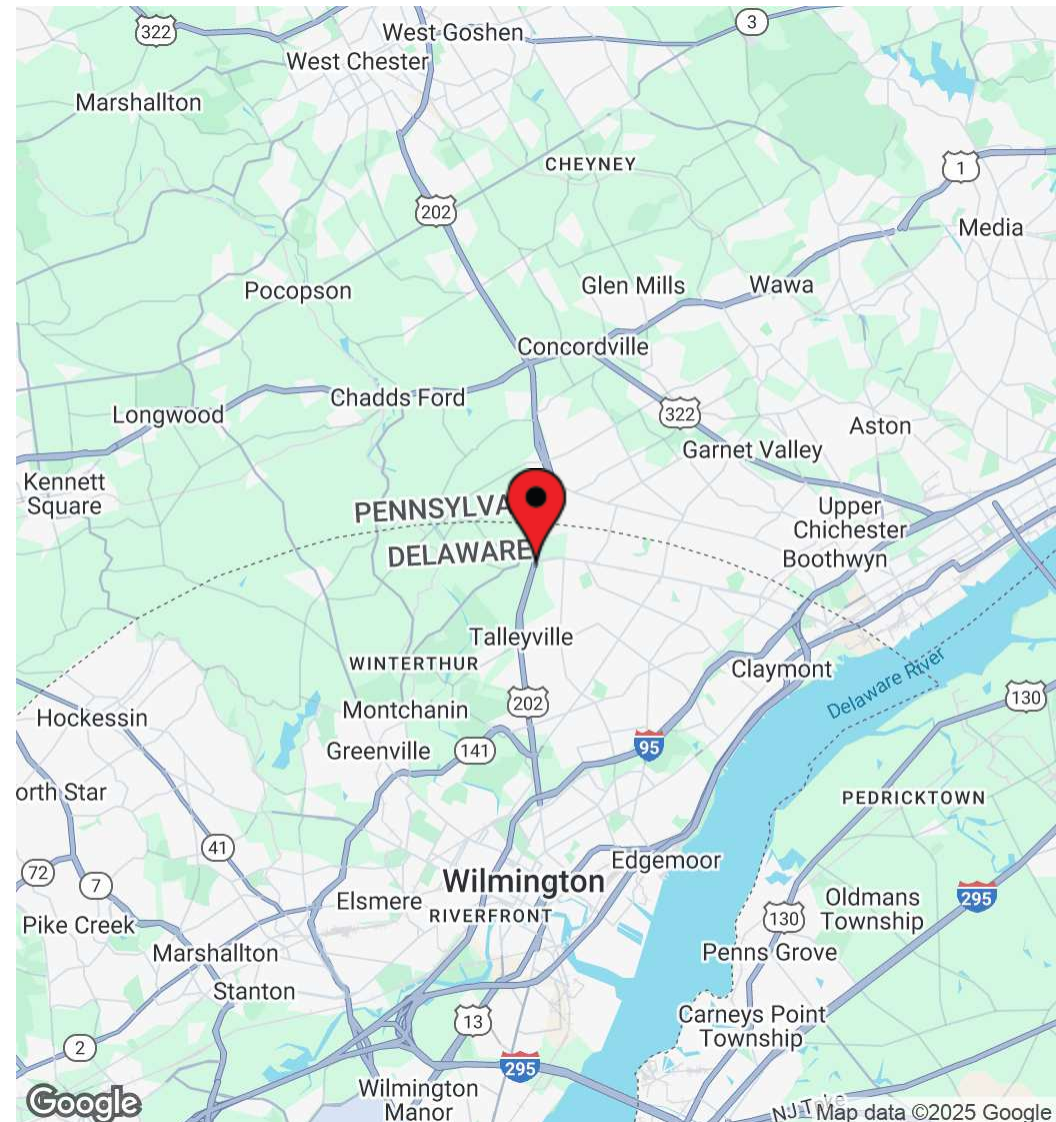 322
3
West Goshen
West Chester
Marshallton
CHEYNEY
1
202
Media
Pocopson
Glen Mills
Wawa
Concordville
Chadds Ford
Longwood
322
Aston
Garnet Valley
Kennett
Square
PENNSYLVA
Upper
Chichester
DELAWARE
Boothwyn
Talleyville
WINTERTHUR
Claymont
Delaware River
202
130
Hockessin
Montchanin
Greenville
141
95
orth Star
PEDRICKTOWN
41
72
7
Edgemoor
Wilmington
Elsmere
RIVERFRONT
Oldmans
Township
295
130
Pike Creek
Marshallton
Penns Grove
Stanton
Carneys Point
Township
13
2
295
Wilmington
Manor
Google
NJ T
Map data ©2025 Google